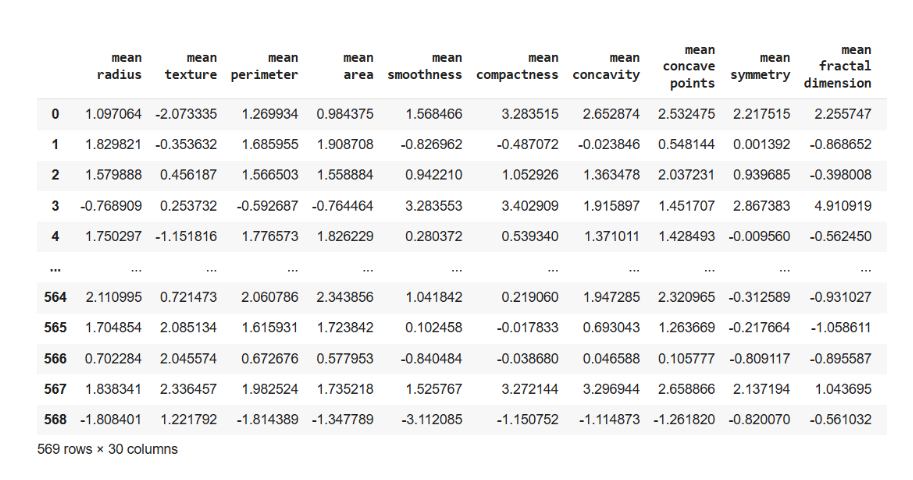 mean radius mean texture mean perimeter mean area mean smoothness mean compactness mean concavity mean concave points mean symmetry mean fractal dimension
0 1.097064 -2.073335 1.269934 0.984375 1.568466 3.283515 2.652874 2.532475 2.217515 2.255747
1 1.829821 -0.353632 1.685955 1.908708 -0.826962 -0.487072 -0.023846 0.548144 0.001392 -0.868652
2 1.579888 0.456187 1.566503 1.558884 0.942210 1.052926 1.363478 2.037231 0.939685 -0.398008
3 -0.768909 0.253732 -0.592687 -0.764464 3.283553 3.402909 1.915897 1.451707 2.867383 4.910919
4 1.750297 -1.151816 1.776573 1.826229 0.280372 0.539340 1.371011 1.428493 -0.009560 -0.562450
... ... ... ... ... ... ... ... ... ... ...
564 2.110995 0.721473 2.060786 2.343856 1.041842 0.219060 1.947285 2.320965 -0.312589 -0.931027
565 1.704854 2.085134 1.615931 1.723842 0.102458 -0.017833 0.693043 1.263669 -0.217664 -1.058611
566 0.702284 2.045574 0.672676 0.577953 -0.840484 -0.038680 0.046588 0.105777 -0.809117 -0.895587
567 1.838341 2.336457 1.982524 1.735218 1.525767 3.272144 3.296944 2.658866 2.137194 1.043695
568 -1.808401 1.221792 -1.814389 -1.347789 -3.112085 -1.150752 -1.114873 -1.261820 -0.820070 -0.561032
569 rows × 30 columns